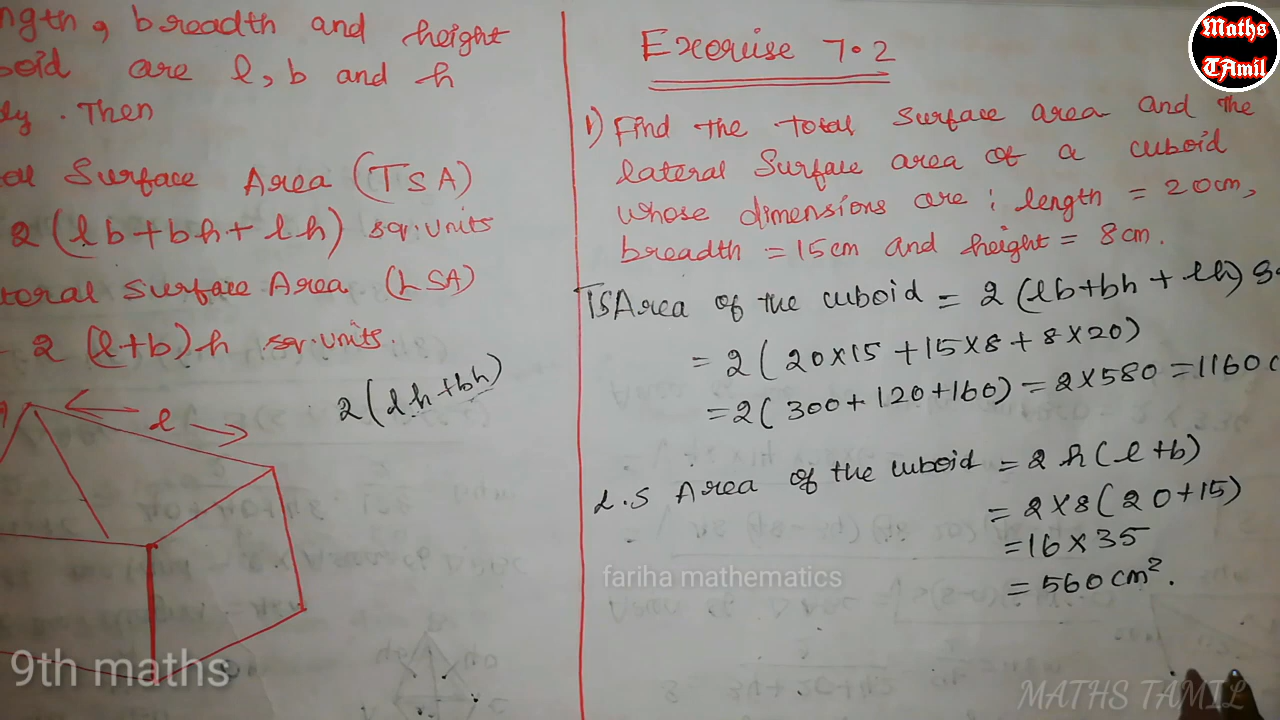 ngth, breadth and height
boid are l, b and h
ly. Then
al Surface Area (TSA)
2 (lb+bh+lh) sq.units
teral Surface Area (LSA)
2 (l+b) h sq.units
2(lh+bh)
l
9th maths
Maths
TAmil
Exercise 7.2
1) Find the total surface area and the
lateral Surface area of a cuboid
whose dimensions are : length = 20cm,
breadth = 15cm and height = 8cm.
TSArea of the cuboid = 2 (lb+bh+lh)
= 2 (20×15 +15×8 + 8×20)
=2( 300+120+160) = 2×580 =1160
L.S Area of the cuboid = 2 h(l+b)
= 2×8(20+15)
=16×35
= 560cm².
fariha mathematics
MATHS TAMIL